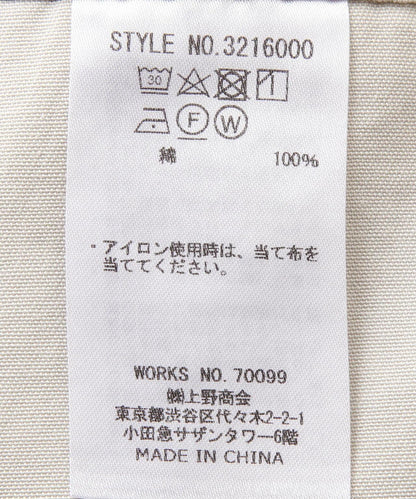 STYLE NO.3216000
30
F W
綿 100%
・アイロン使用時は、当て布を
当ててください。
WORKS NO.70099
㈱上野商会
東京都渋谷区代々木2-2-1
小田急サザンタワー6階
MADE IN CHINA